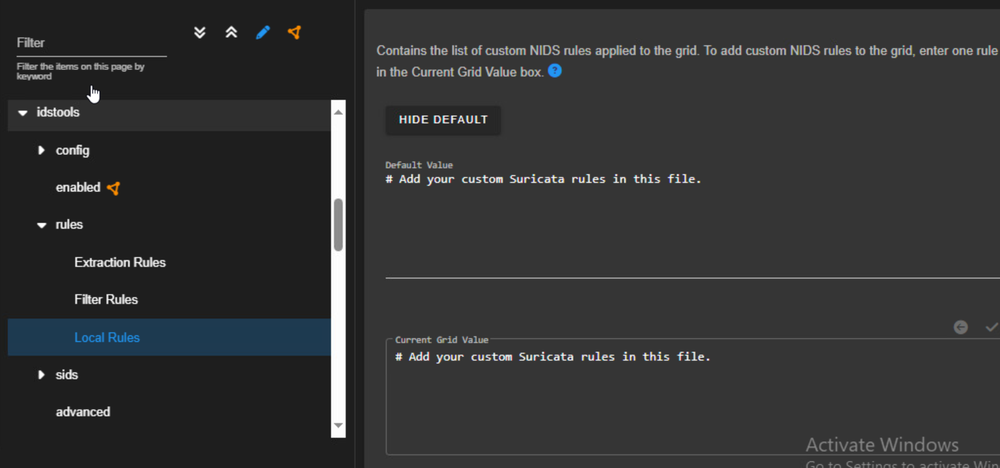 Filter
Filter the items on this page by
keyword
idstools
config
enabled
rules
Extraction Rules
Filter Rules
Local Rules
sids
advanced
Contains the list of custom NIDS rules applied to the grid. To add custom NIDS rules to the grid, enter one rule
in the Current Grid Value box. ?
HIDE DEFAULT
Default Value
# Add your custom Suricata rules in this file.
Current Grid Value
# Add your custom Suricata rules in this file.
Activate Windows
Go to Settings to activate Win